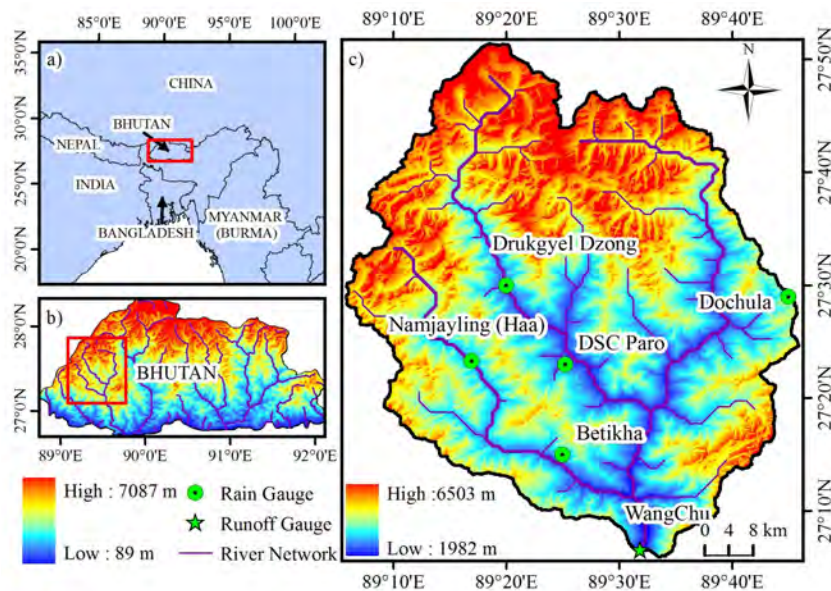 85°0'E 90°0'E 95°0'E 100°0'E
35°0'N
30°0'N
25°0'N
20°0'N
a)
CHINA
BHUTAN
NEPAL
INDIA
BANGLADESH
MYANMAR
(BURMA)
b)
28°0'N
27°0'N
BHUTAN
89°0'E 90°0'E 91°0'E 92°0'E
High : 7087 m
Low : 89 m
Rain Gauge
Runoff Gauge
River Network
89°10'E 89°20'E 89°30'E 89°40'E
c)
N
27°50'N
27°40'N
27°30'N
27°20'N
27°10'N
Drukgyel Dzong
Dochula
Namjayling (Haa)
DSC Paro
Betikha
WangChu
High :6503 m
Low : 1982 m
0 4 8 km
89°10'E 89°20'E 89°30'E 89°40'E